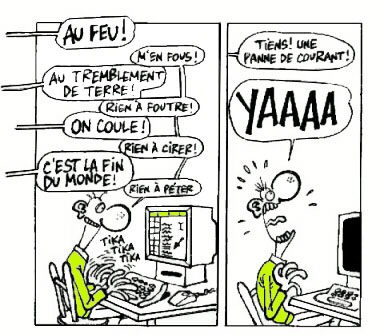 AU FEU!
M'EN FOUS!
AU TREMBLEMENT
DE TERRE!
RIEN À FOUTRE!
ON COULE!
RIEN À CIRER!
C'EST LA FIN
DU MONDE!
RIEN À PÉTER
TIKA
TIKA
TIKA
TIENS! UNE
PANNE DE COURANT!
YAAAA